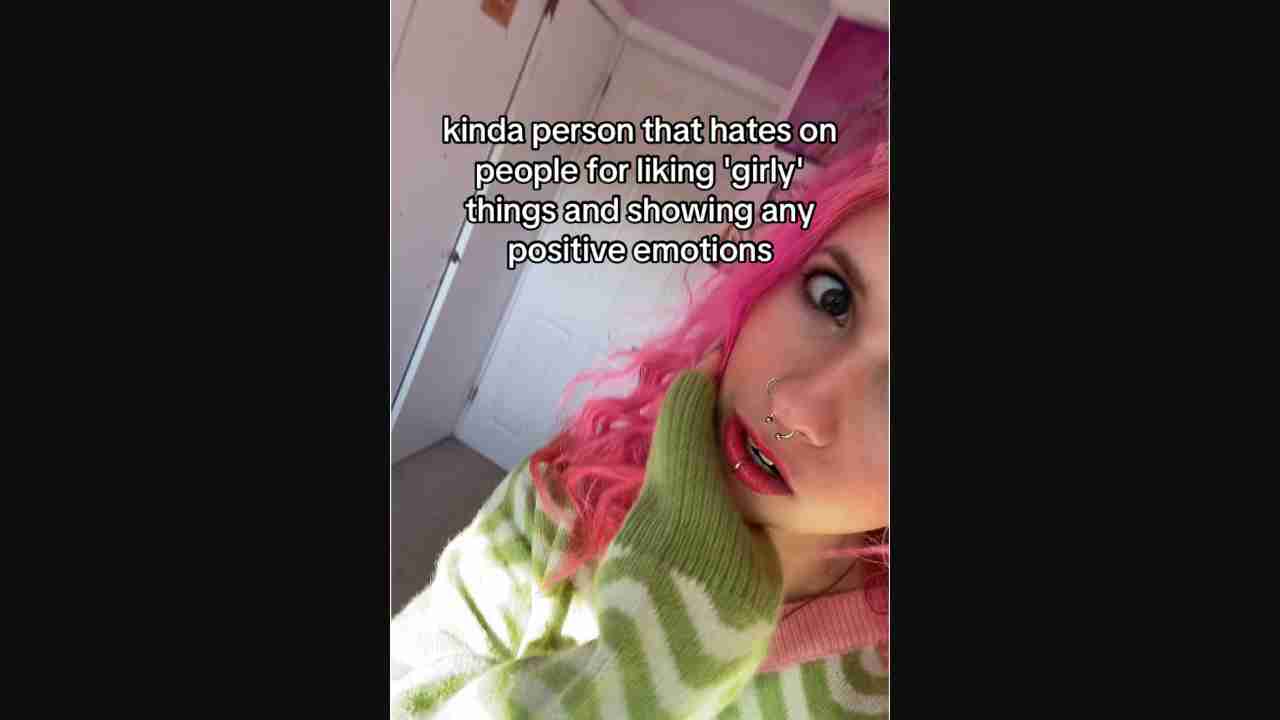 kinda person that hates on
people for liking 'girly'
things and showing any
positive emotions